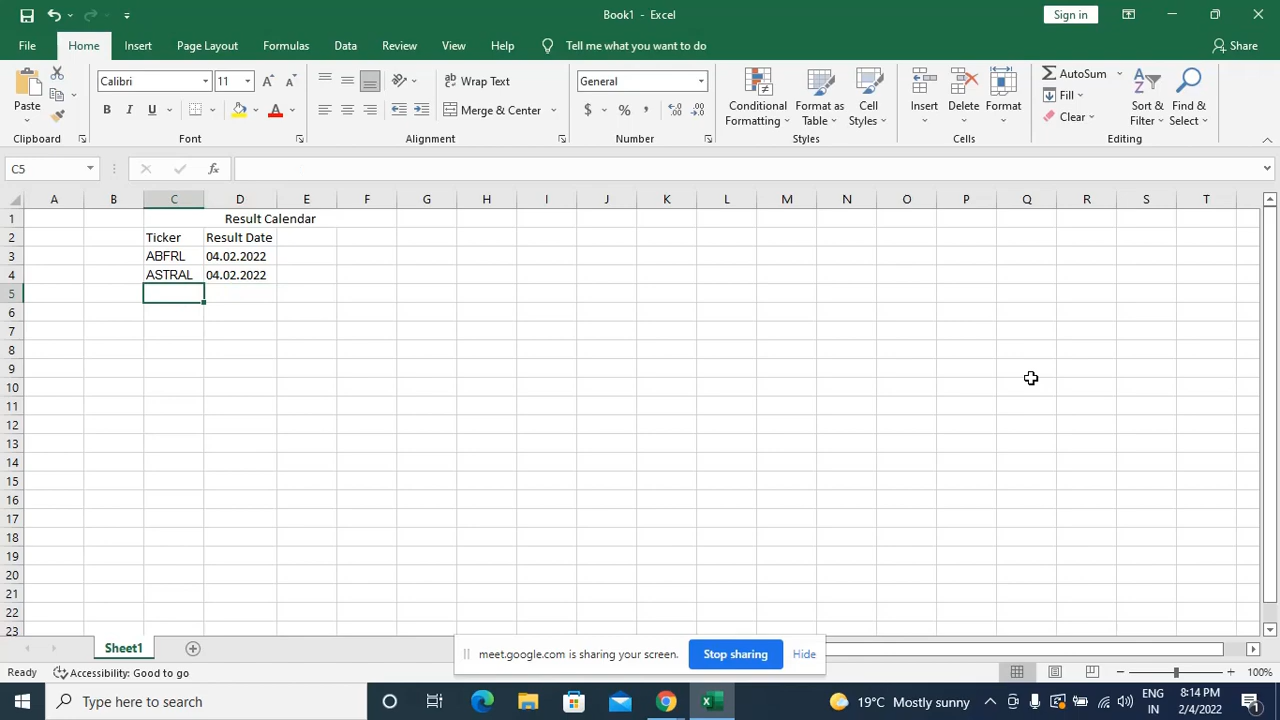 Book1 - Excel
Sign in
File Home Insert Page Layout Formulas Data Review View Help Tell me what you want to do Share
Paste
Clipboard
Calibri 11
B I U
Font
Wrap Text
Merge & Center
Alignment
General
$ % ,
Number
Conditional Formatting
Format as Table
Cell Styles
Styles
Insert Delete Format
Cells
AutoSum
Fill
Clear
Sort & Filter
Find & Select
Editing
C5 fx
A B C D E F G H I J K L M N O P Q R S T
1 Result Calendar
2 Ticker Result Date
3 ABFRL 04.02.2022
4 ASTRAL 04.02.2022
5
6
7
8
9
10
11
12
13
14
15
16
17
18
19
20
21
22
23
Sheet1
meet.google.com is sharing your screen. Stop sharing Hide
Ready Accessibility: Good to go 100%
Type here to search
19°C Mostly sunny
ENG
IN
8:14 PM
2/4/2022
1